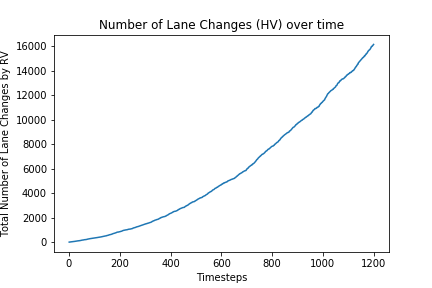 Number of Lane Changes (HV) over time
Total Number of Lane Changes by RV
16000
14000
12000
10000
8000
6000
4000
2000
0
0 200 400 600 800 1000 1200
Timesteps